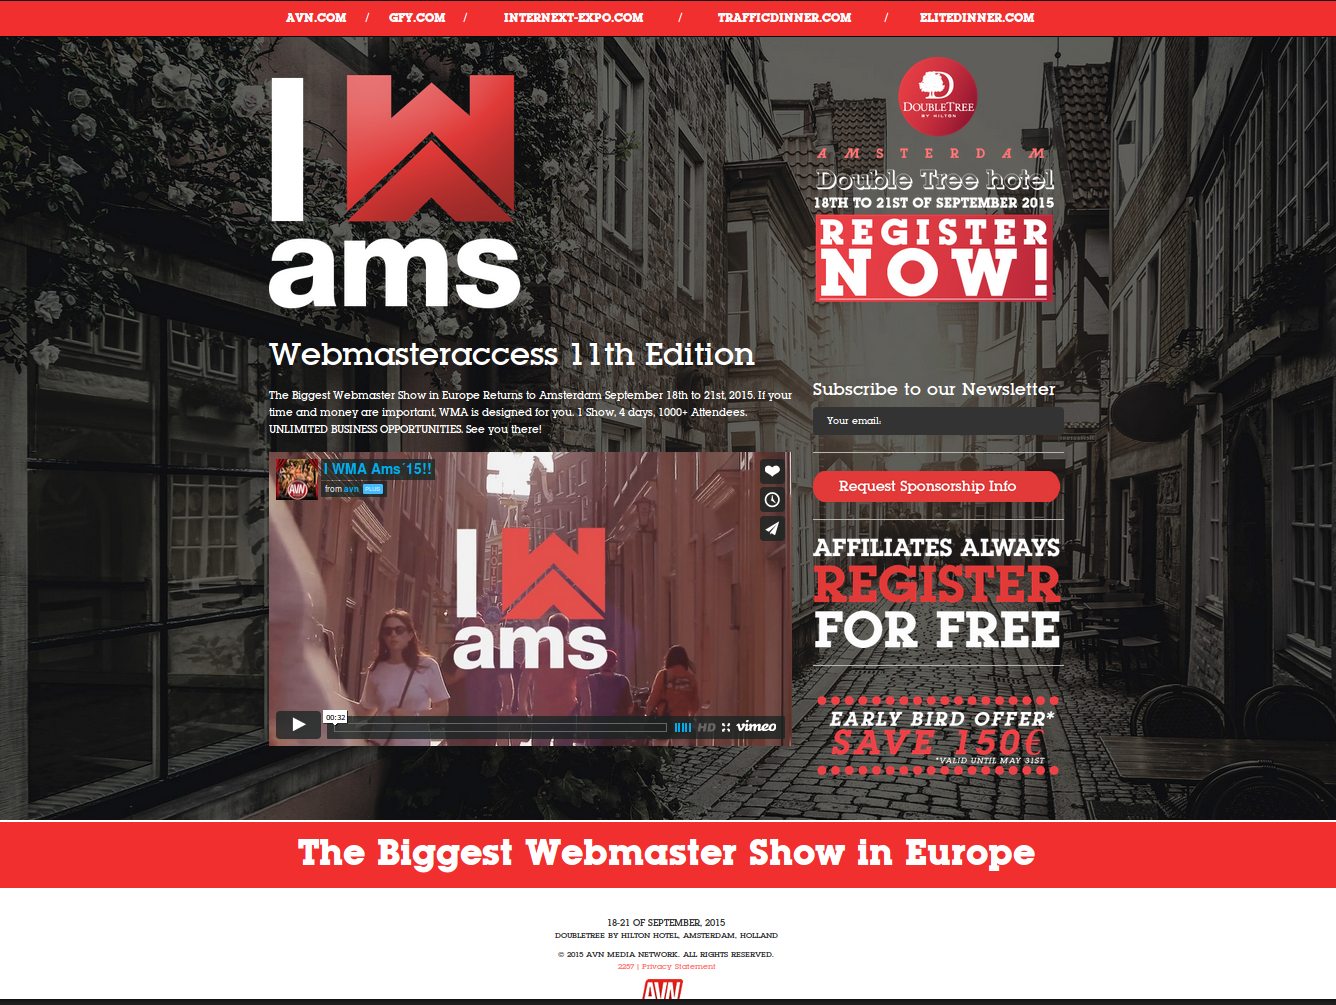 AVN.COM / GFY.COM / INTERNEXT-EXPO.COM / TRAFFICDINNER.COM / ELITEDINNER.COM
I W
ams
DOUBLETREE
BY HILTON
AMSTERDAM
Double Tree hotel
18TH TO 21ST OF SEPTEMBER 2015
REGISTER
NOW!
Webmasteraccess 11th Edition
The Biggest Webmaster Show in Europe Returns to Amsterdam September 18th to 21st, 2015. If your
time and money are important, WMA is designed for you. 1 Show, 4 days, 1000+ Attendees.
UNLIMITED BUSINESS OPPORTUNITIES. See you there!
I WMA Ams´15!!
from avn PLUS
AVN
HOTEL
I W
ams
00:32
HD
vimeo
Subscribe to our Newsletter
Your email:
Request Sponsorship Info
AFFILIATES ALWAYS
REGISTER
FOR FREE
EARLY BIRD OFFER*
SAVE 150€
*VALID UNTIL MAY 31ST
The Biggest Webmaster Show in Europe
18-21 OF SEPTEMBER, 2015
DOUBLETREE BY HILTON HOTEL, AMSTERDAM, HOLLAND
© 2015 AVN MEDIA NETWORK. ALL RIGHTS RESERVED.
2257 | Privacy Statement
AVN